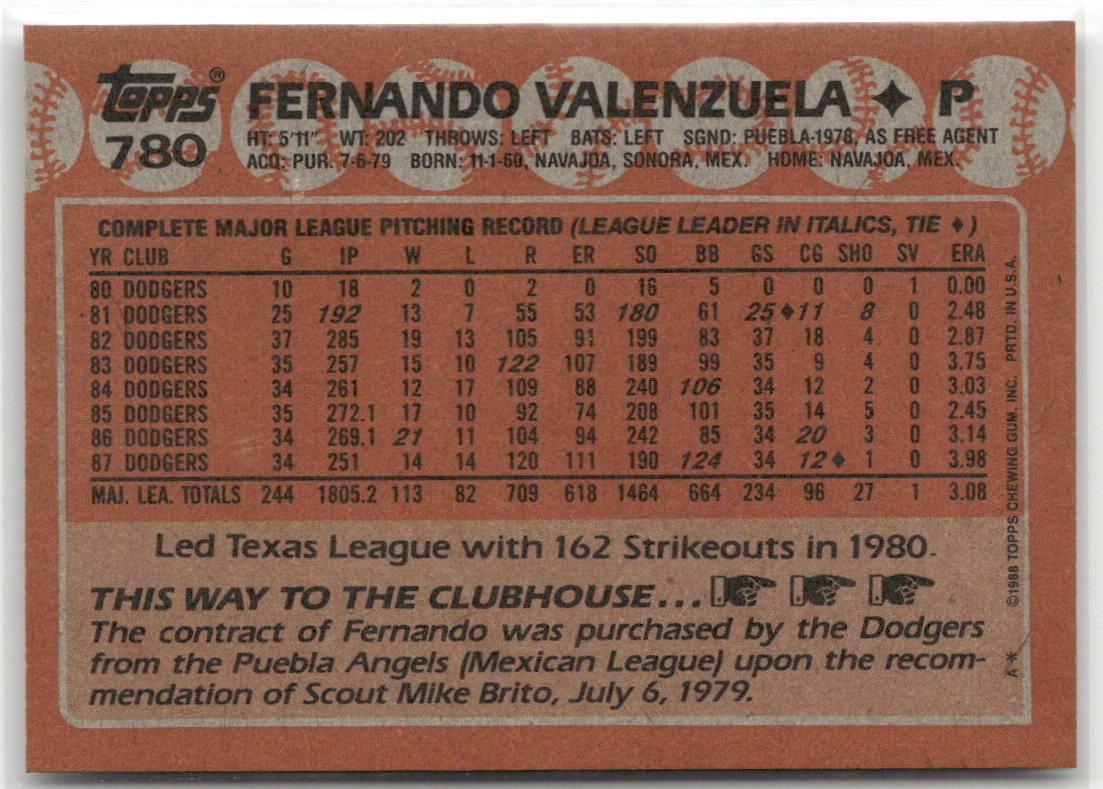 Topps® FERNANDO VALENZUELA ✦ P
780 HT: 5'11" WT: 202 THROWS: LEFT BATS: LEFT SGND: PUEBLA-1978, AS FREE AGENT
ACQ: PUR. 7-6-79 BORN: 11-1-60, NAVAJOA, SONORA, MEX. HOME: NAVAJOA, MEX.
COMPLETE MAJOR LEAGUE PITCHING RECORD (LEAGUE LEADER IN ITALICS, TIE ♦)
YR CLUB G IP W L R ER SO BB GS CG SHO SV ERA
80 DODGERS 10 18 2 0 2 0 16 5 0 0 0 1 0.00
81 DODGERS 25 192 13 7 55 53 180 61 25♦11 8 0 2.48
82 DODGERS 37 285 19 13 105 91 199 83 37 18 4 0 2.87
83 DODGERS 35 257 15 10 122 107 189 99 35 9 4 0 3.75
84 DODGERS 34 261 12 17 109 88 240 106 34 12 2 0 3.03
85 DODGERS 35 272.1 17 10 92 74 208 101 35 14 5 0 2.45
86 DODGERS 34 269.1 21 11 104 94 242 85 34 20 3 0 3.14
87 DODGERS 34 251 14 14 120 111 190 124 34 12♦ 1 0 3.98
MAJ. LEA. TOTALS 244 1805.2 113 82 709 618 1464 664 234 96 27 1 3.08
Led Texas League with 162 Strikeouts in 1980.
THIS WAY TO THE CLUBHOUSE...
The contract of Fernando was purchased by the Dodgers
from the Puebla Angels (Mexican League) upon the recom-
mendation of Scout Mike Brito, July 6, 1979.
A* ©1988 TOPPS CHEWING GUM, INC. PRTD. IN U.S.A.